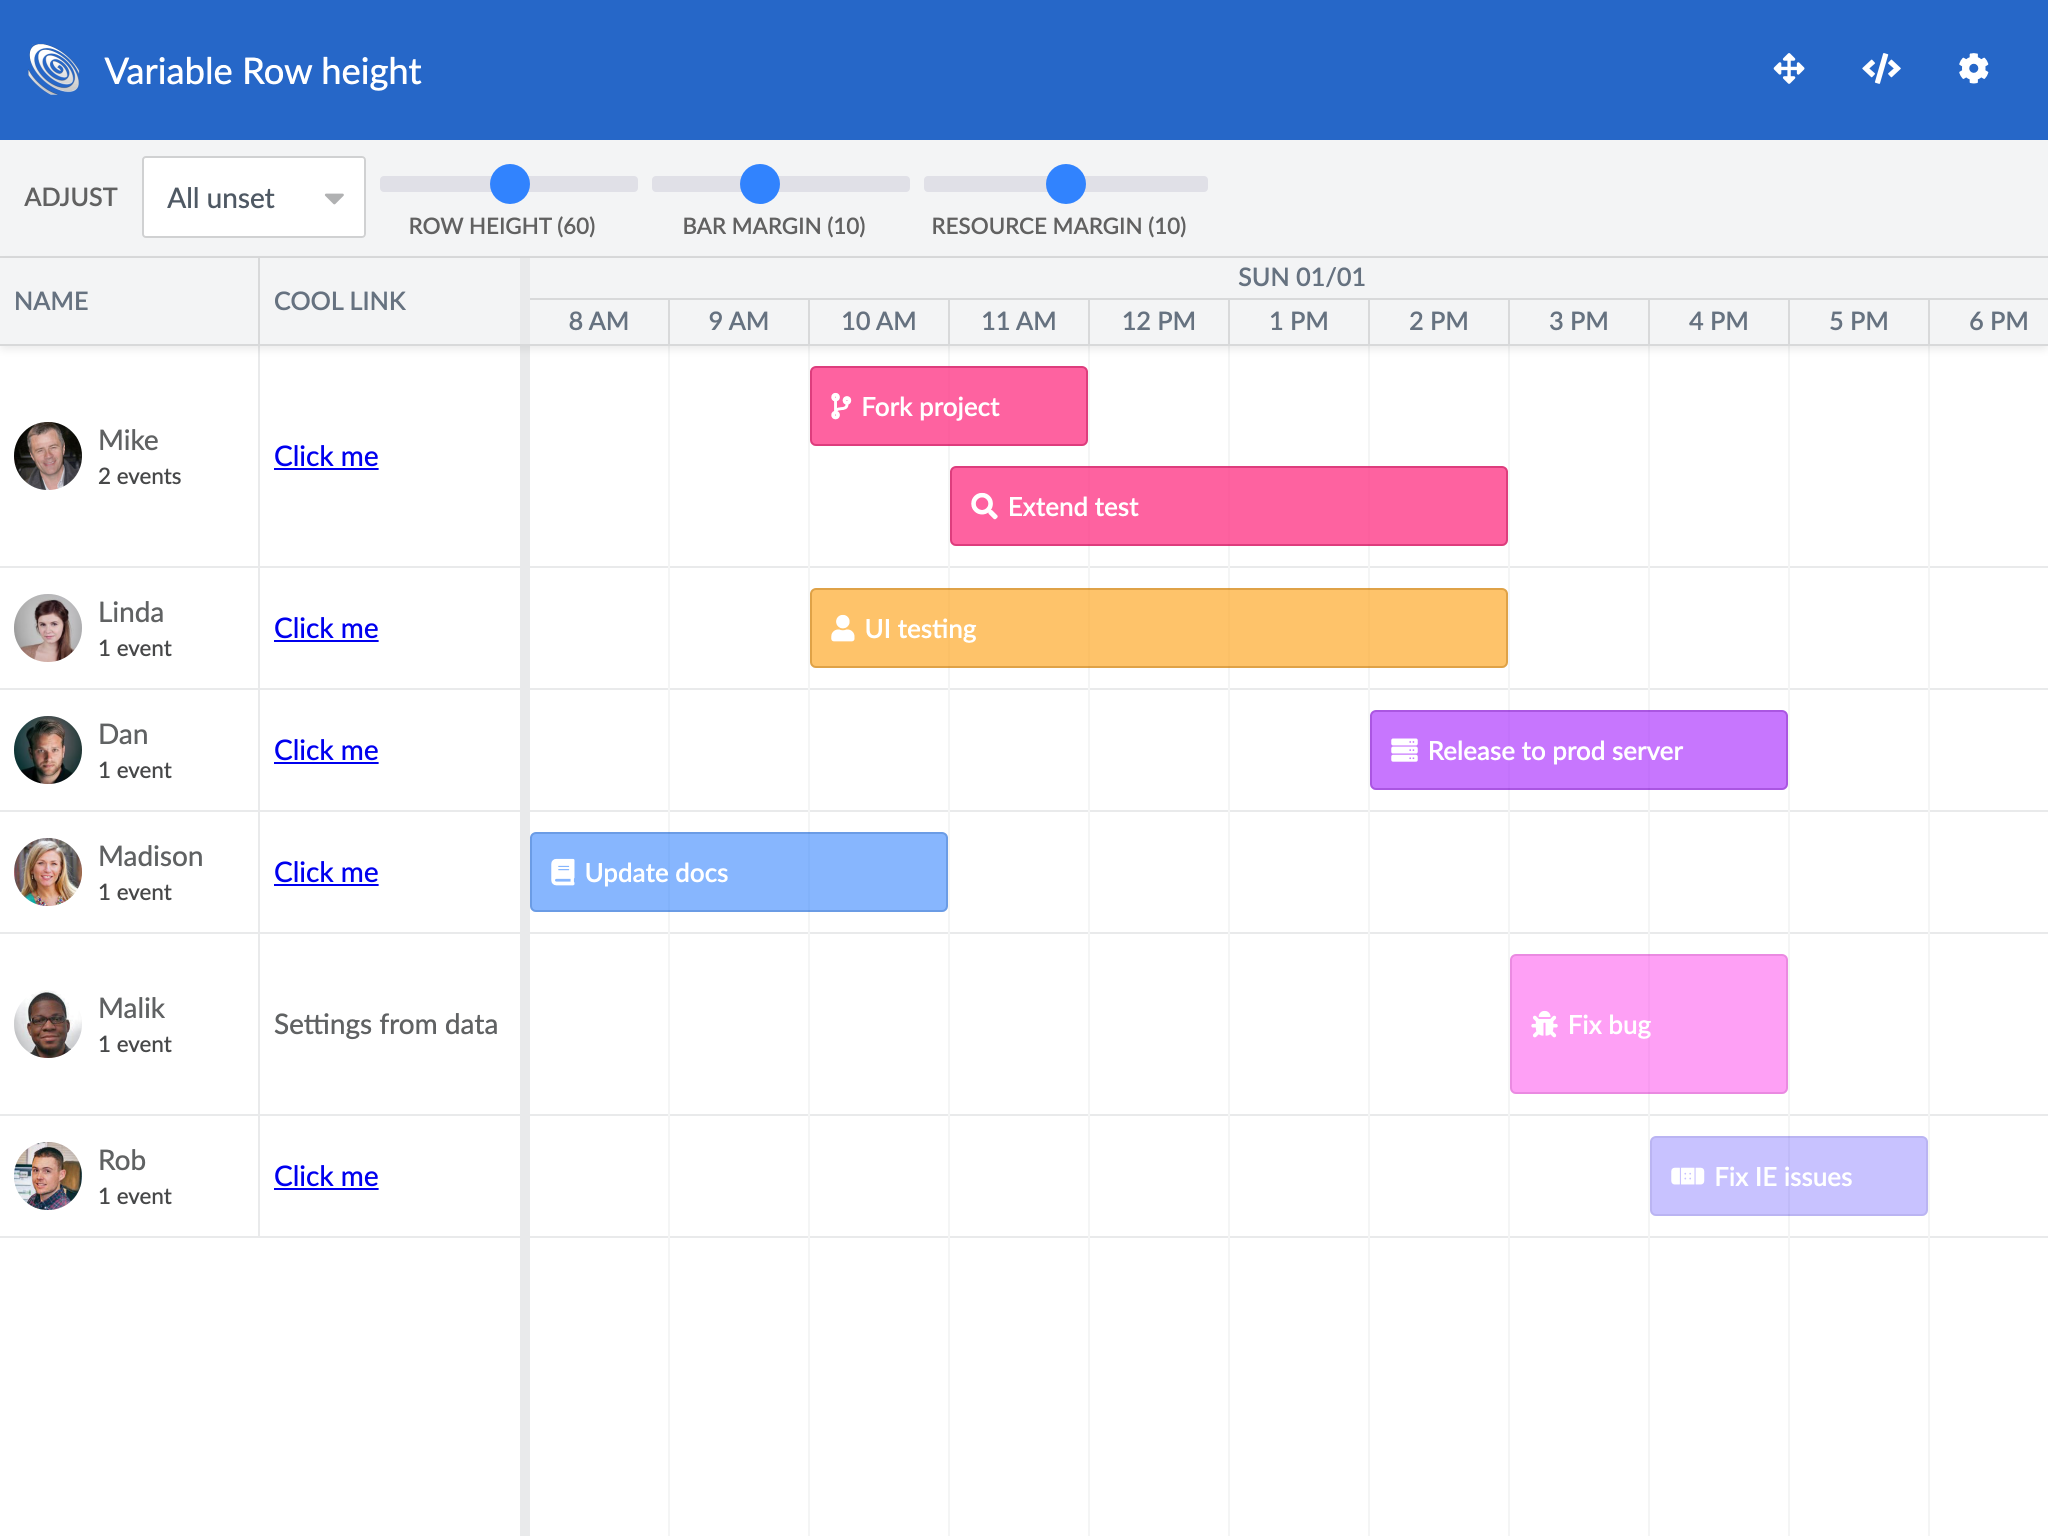 Variable Row height
ADJUST
All unset
ROW HEIGHT (60)
BAR MARGIN (10)
RESOURCE MARGIN (10)
NAME
COOL LINK
SUN 01/01
8 AM
9 AM
10 AM
11 AM
12 PM
1 PM
2 PM
3 PM
4 PM
5 PM
6 PM
Mike
2 events
Click me
Fork project
Extend test
Linda
1 event
Click me
UI testing
Dan
1 event
Click me
Release to prod server
Madison
1 event
Click me
Update docs
Malik
1 event
Settings from data
Fix bug
Rob
1 event
Click me
Fix IE issues